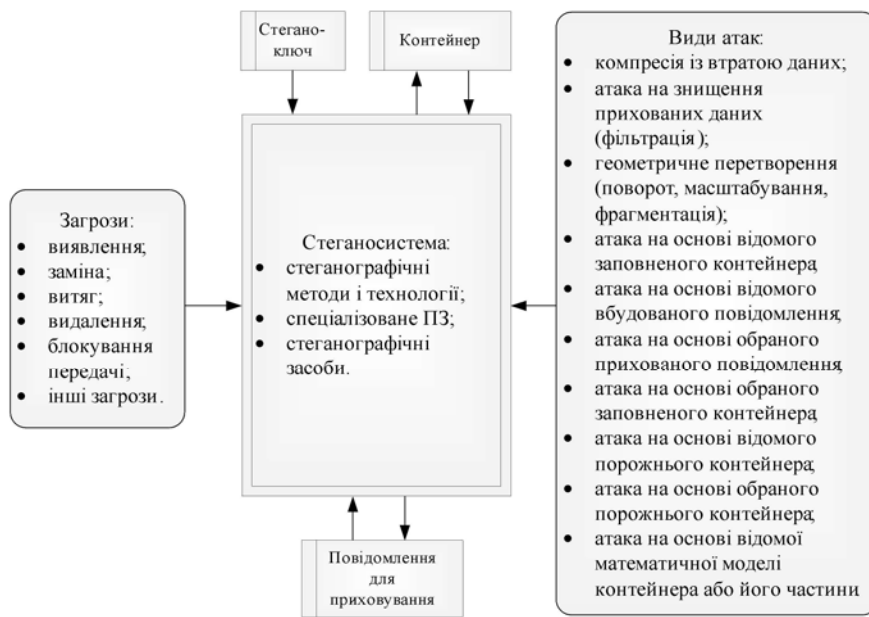 Стегано-
ключ
Контейнер
Загрози:
• виявлення;
• заміна;
• витяг;
• видалення;
• блокування
передачі;
• інші загрози.
Стеганосистема:
• стеганографічні
методи і технології;
• спеціалізоване ПЗ;
• стеганографічні
засоби.
Повідомлення
для
приховування
Види атак:
• компресія із втратою даних;
• атака на знищення
прихованих даних
(фільтрація);
• геометричне перетворення
(поворот, масштабування,
фрагментація);
• атака на основі відомого
заповненого контейнера;
• атака на основі відомого
вбудованого повідомлення;
• атака на основі обраного
прихованого повідомлення;
• атака на основі обраного
заповненого контейнера;
• атака на основі відомого
порожнього контейнера;
• атака на основі обраного
порожнього контейнера;
• атака на основі відомої
математичної моделі
контейнера або його частини